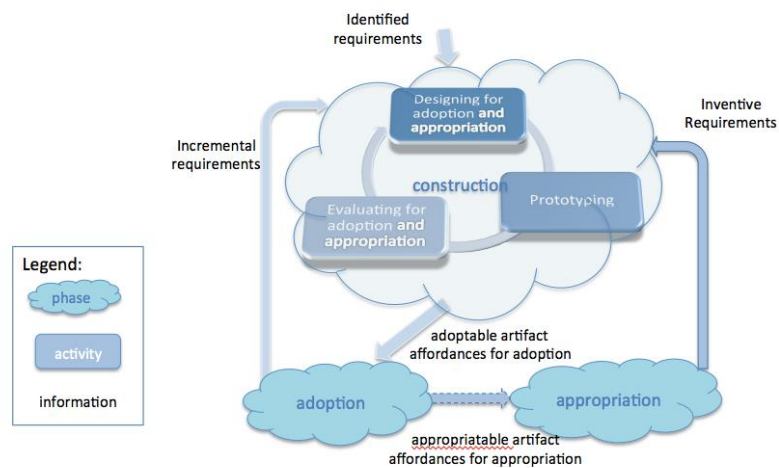 Identified
requirements
Designing for
adoption and
appropriation
Incremental
requirements
Inventive
Requirements
construction
Prototyping
Evaluating for
adoption and
appropriation
Legend:
phase
activity
information
adoptable artifact
affordances for adoption
adoption
appropriation
appropriatable artifact
affordances for appropriation